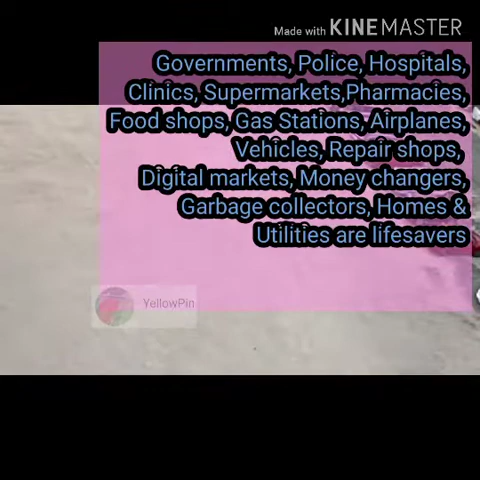 Made with KINEMASTER
Governments, Police, Hospitals,
Clinics, Supermarkets,Pharmacies,
Food shops, Gas Stations, Airplanes,
Vehicles, Repair shops,
Digital markets, Money changers,
Garbage collectors, Homes &
Utilities are lifesavers
YellowPin